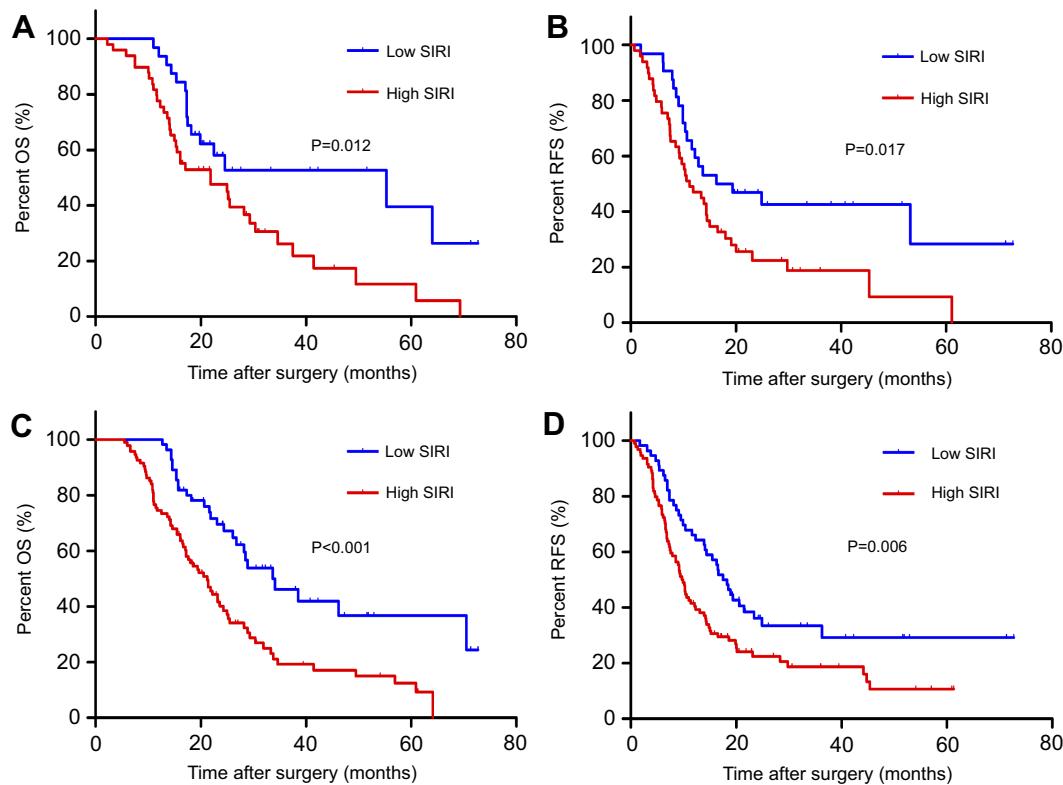 A
Percent OS (%)
100
80
60
40
20
0
Low SIRI
High SIRI
P=0.012
0 20 40 60 80
Time after surgery (months)
B
Percent RFS (%)
100
80
60
40
20
0
Low SIRI
High SIRI
P=0.017
0 20 40 60 80
Time after surgery (months)
C
Percent OS (%)
100
80
60
40
20
0
Low SIRI
High SIRI
P<0.001
0 20 40 60 80
Time after surgery (months)
D
Percent RFS (%)
100
80
60
40
20
0
Low SIRI
High SIRI
P=0.006
0 20 40 60 80
Time after surgery (months)